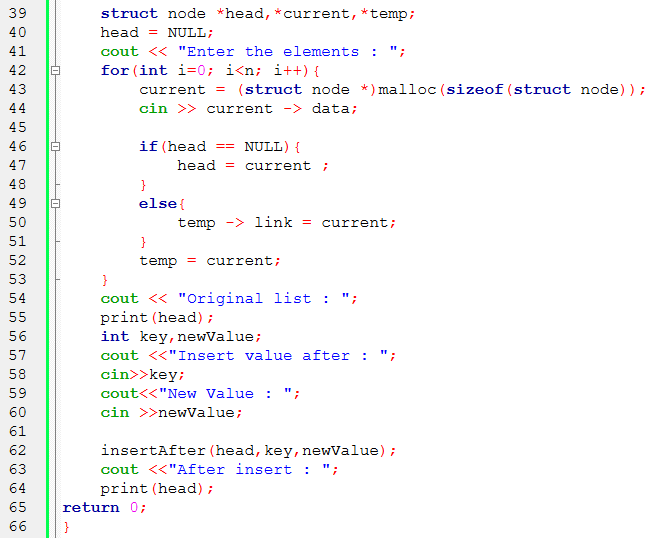 39 struct node *head,*current,*temp;
40 head = NULL;
41 cout << "Enter the elements : ";
42 for(int i=0; i<n; i++){
43 current = (struct node *)malloc(sizeof(struct node));
44 cin >> current -> data;
45
46 if(head == NULL){
47 head = current ;
48 }
49 else{
50 temp -> link = current;
51 }
52 temp = current;
53 }
54 cout << "Original list : ";
55 print(head);
56 int key,newValue;
57 cout <<"Insert value after : ";
58 cin>>key;
59 cout<<"New Value : ";
60 cin >>newValue;
61
62 insertAfter(head,key,newValue);
63 cout <<"After insert : ";
64 print(head);
65 return 0;
66 }